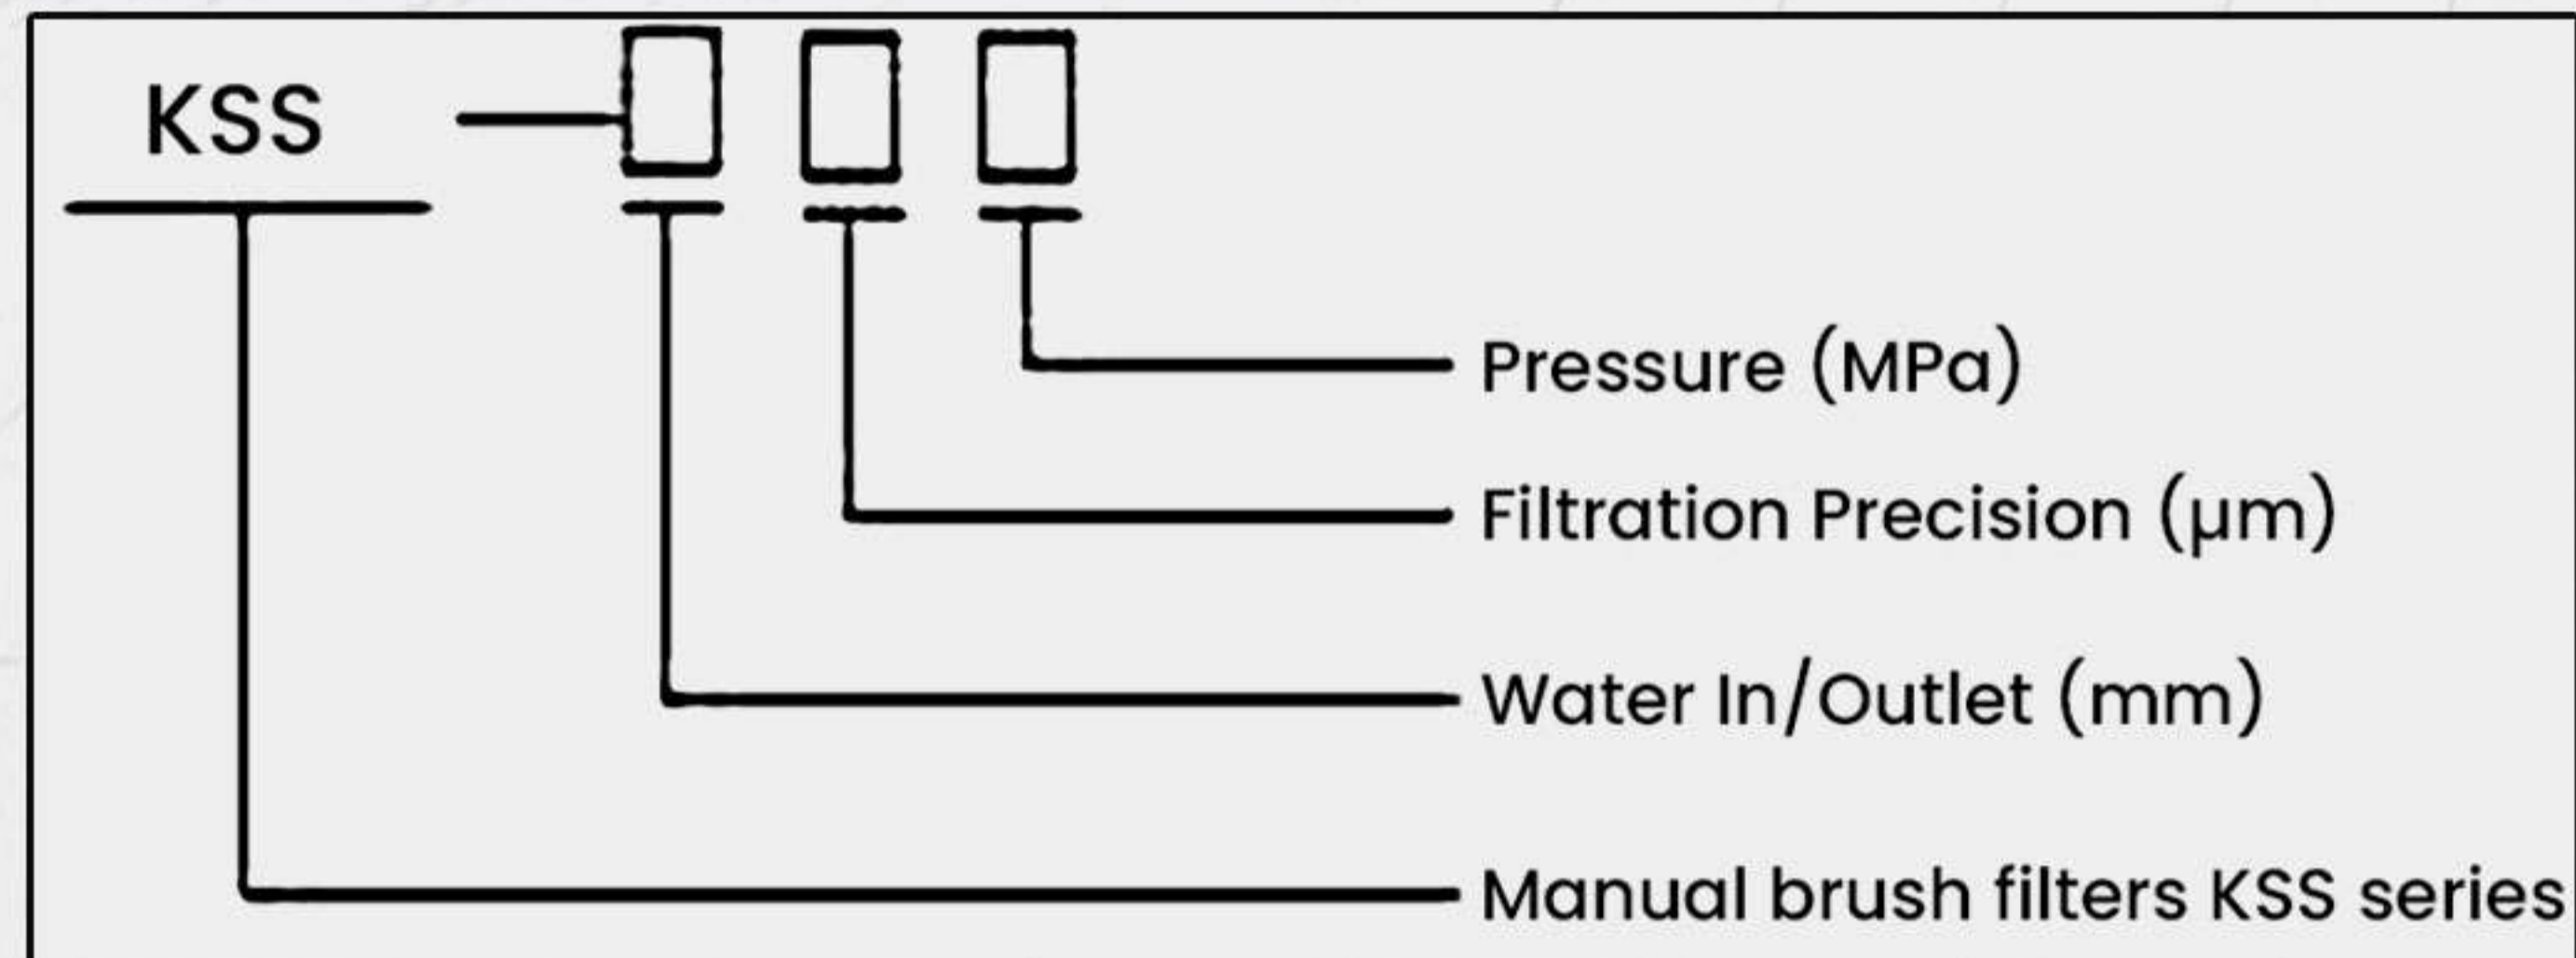 KSS
Pressure (MPa)
Filtration Precision (μm)
Water In/Outlet (mm)
Manual brush filters KSS series